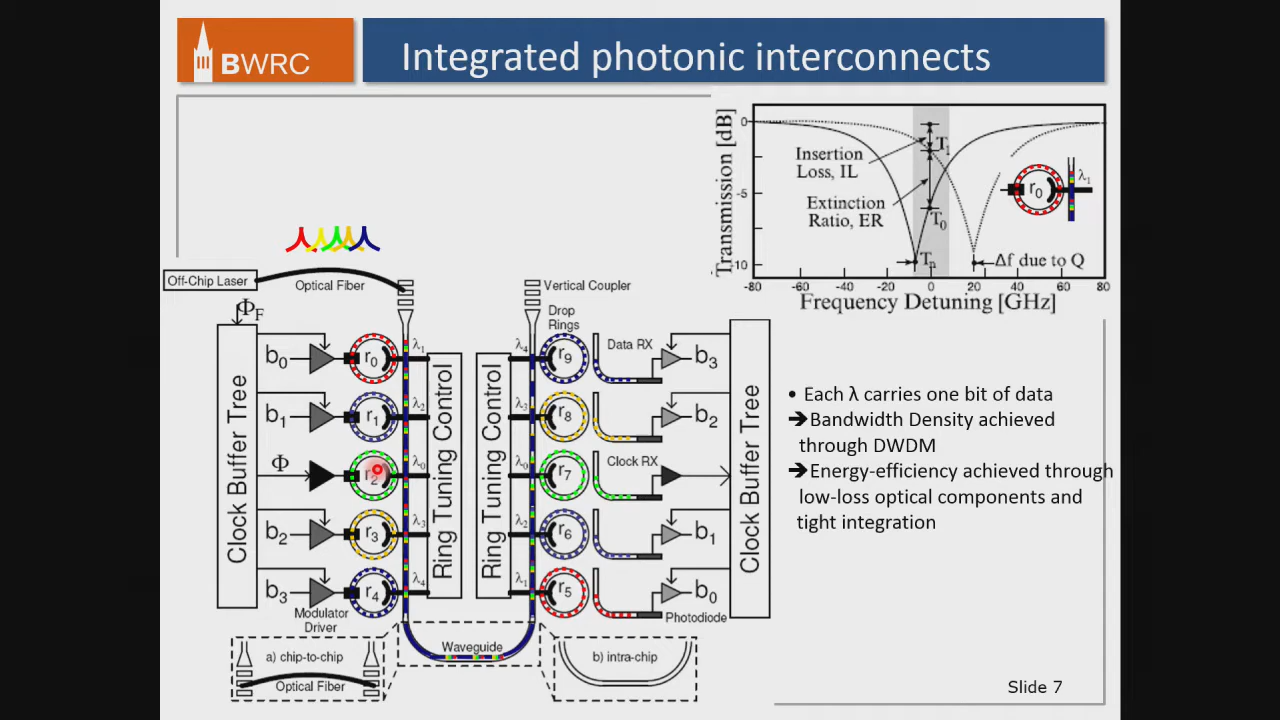 BWRC
Integrated photonic interconnects
Transmission [dB]
0
-5
-10
Insertion
Loss, IL
Extinction
Ratio, ER
T1
T0
Tn
Δf due to Q
r0
λ1
-80 -60 -40 -20 0 20 40 60 80
Frequency Detuning [GHz]
Off-Chip Laser
Optical Fiber
Vertical Coupler
ΦF
Clock Buffer Tree
b0
b1
Φ
b2
b3
r0
r1
r2
r3
r4
Modulator
Driver
λ1
λ2
λ0
λ3
λ4
Ring Tuning Control
Ring Tuning Control
λ4
λ3
λ0
λ2
λ1
Drop
Rings
r9
r8
r7
r6
r5
Data RX
Clock RX
Photodiode
b3
b2
b1
b0
Clock Buffer Tree
a) chip-to-chip
Optical Fiber
Waveguide
b) intra-chip
• Each λ carries one bit of data
➔Bandwidth Density achieved
through DWDM
➔Energy-efficiency achieved through
low-loss optical components and
tight integration
Slide 7